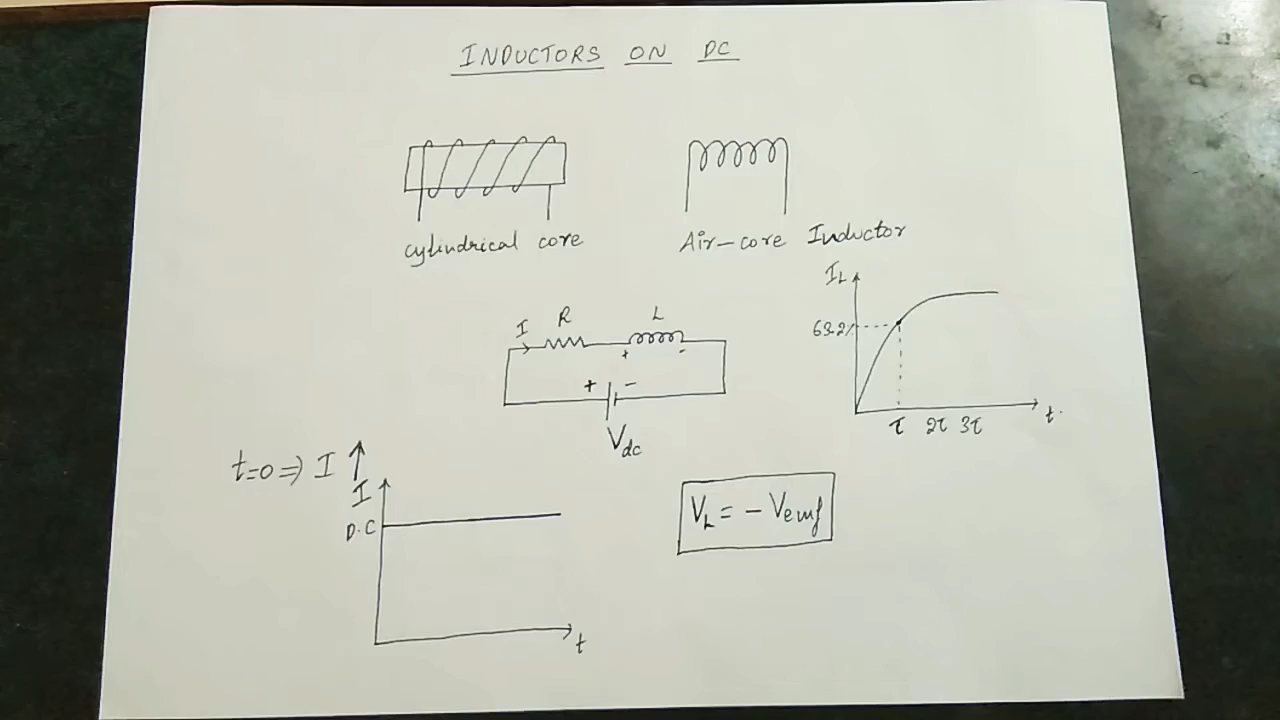 INDUCTORS ON DC
cylindrical core
Air-core Inductor
I R L
+ -
+ -
Vdc
IL
63.2%
τ 2τ 3τ t
t=0 => I ↑
I
D.C
t
VL = - Vemf